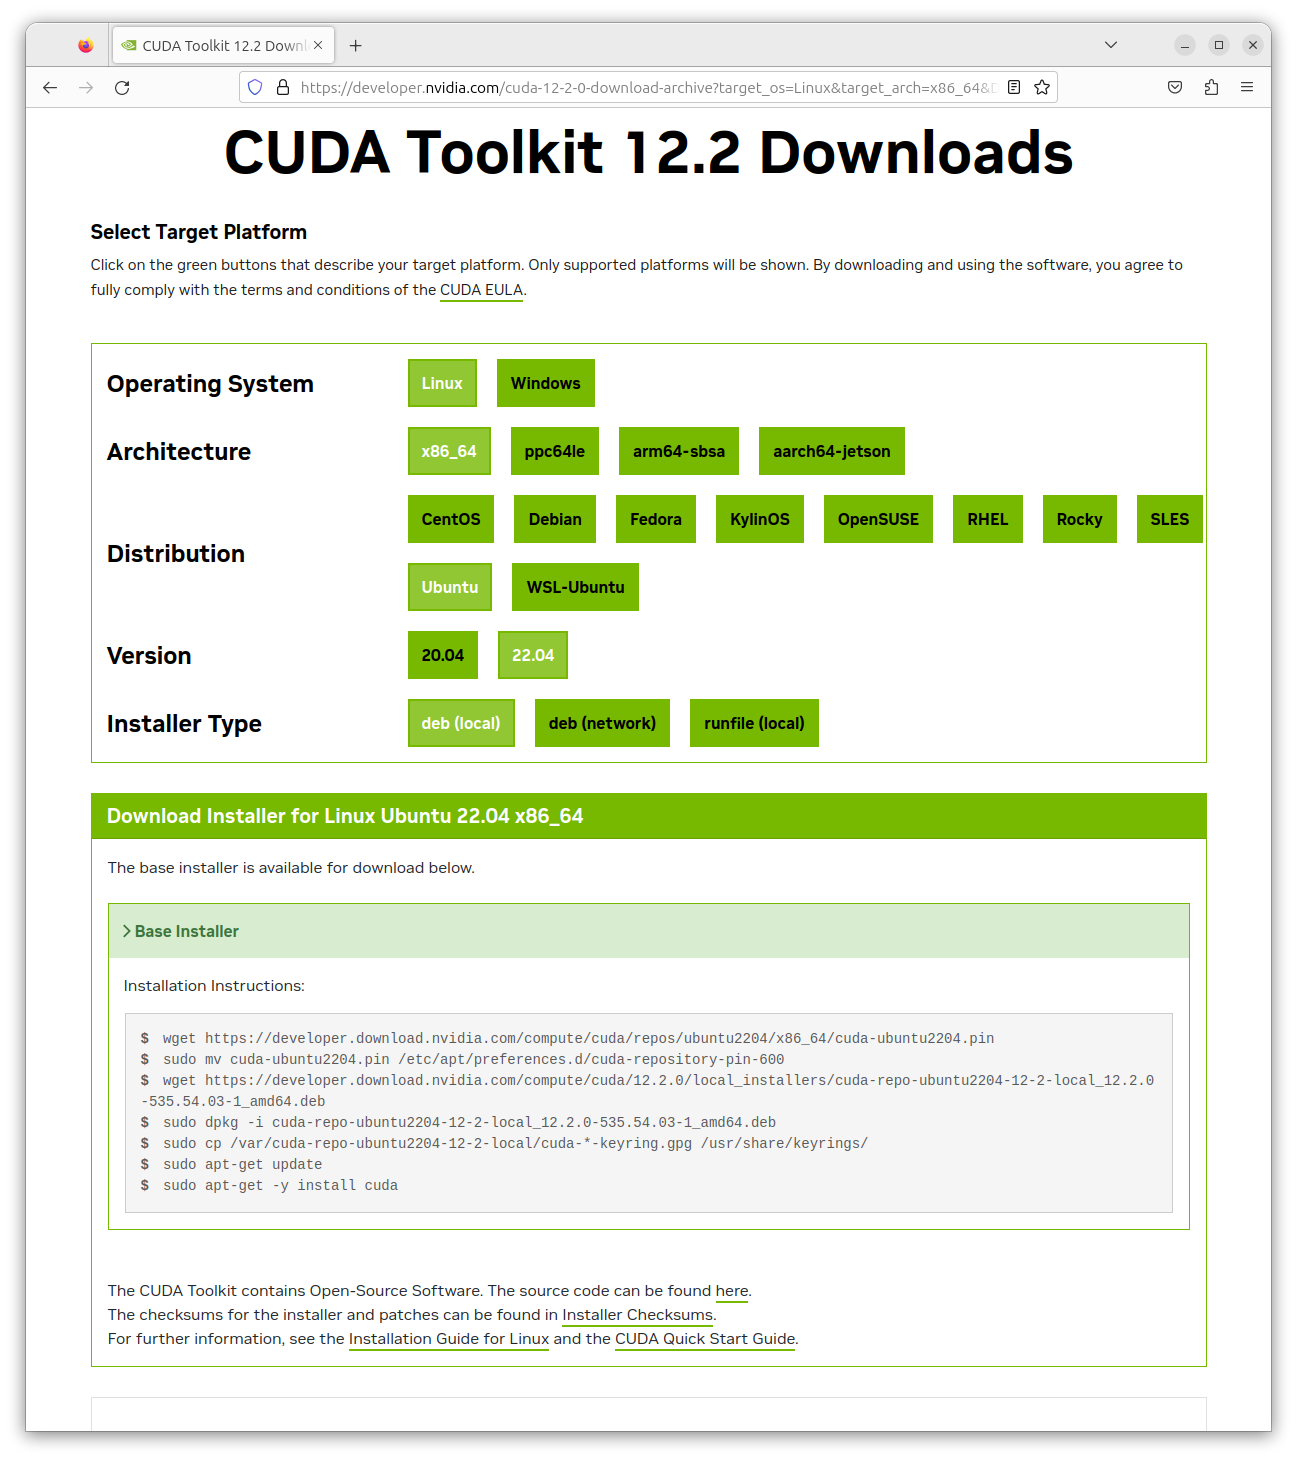 CUDA Toolkit 12.2 Downl
https://developer.nvidia.com/cuda-12-2-0-download-archive?target_os=Linux&target_arch=x86_64&D
CUDA Toolkit 12.2 Downloads
Select Target Platform
Click on the green buttons that describe your target platform. Only supported platforms will be shown. By downloading and using the software, you agree to
fully comply with the terms and conditions of the CUDA EULA.
Operating System Linux Windows
Architecture x86_64 ppc64le arm64-sbsa aarch64-jetson
Distribution CentOS Debian Fedora KylinOS OpenSUSE RHEL Rocky SLES
Ubuntu WSL-Ubuntu
Version 20.04 22.04
Installer Type deb (local) deb (network) runfile (local)
Download Installer for Linux Ubuntu 22.04 x86_64
The base installer is available for download below.
Base Installer
Installation Instructions:
$ wget https://developer.download.nvidia.com/compute/cuda/repos/ubuntu2204/x86_64/cuda-ubuntu2204.pin
$ sudo mv cuda-ubuntu2204.pin /etc/apt/preferences.d/cuda-repository-pin-600
$ wget https://developer.download.nvidia.com/compute/cuda/12.2.0/local_installers/cuda-repo-ubuntu2204-12-2-local_12.2.0
-535.54.03-1_amd64.deb
$ sudo dpkg -i cuda-repo-ubuntu2204-12-2-local_12.2.0-535.54.03-1_amd64.deb
$ sudo cp /var/cuda-repo-ubuntu2204-12-2-local/cuda-*-keyring.gpg /usr/share/keyrings/
$ sudo apt-get update
$ sudo apt-get -y install cuda
The CUDA Toolkit contains Open-Source Software. The source code can be found here.
The checksums for the installer and patches can be found in Installer Checksums.
For further information, see the Installation Guide for Linux and the CUDA Quick Start Guide.